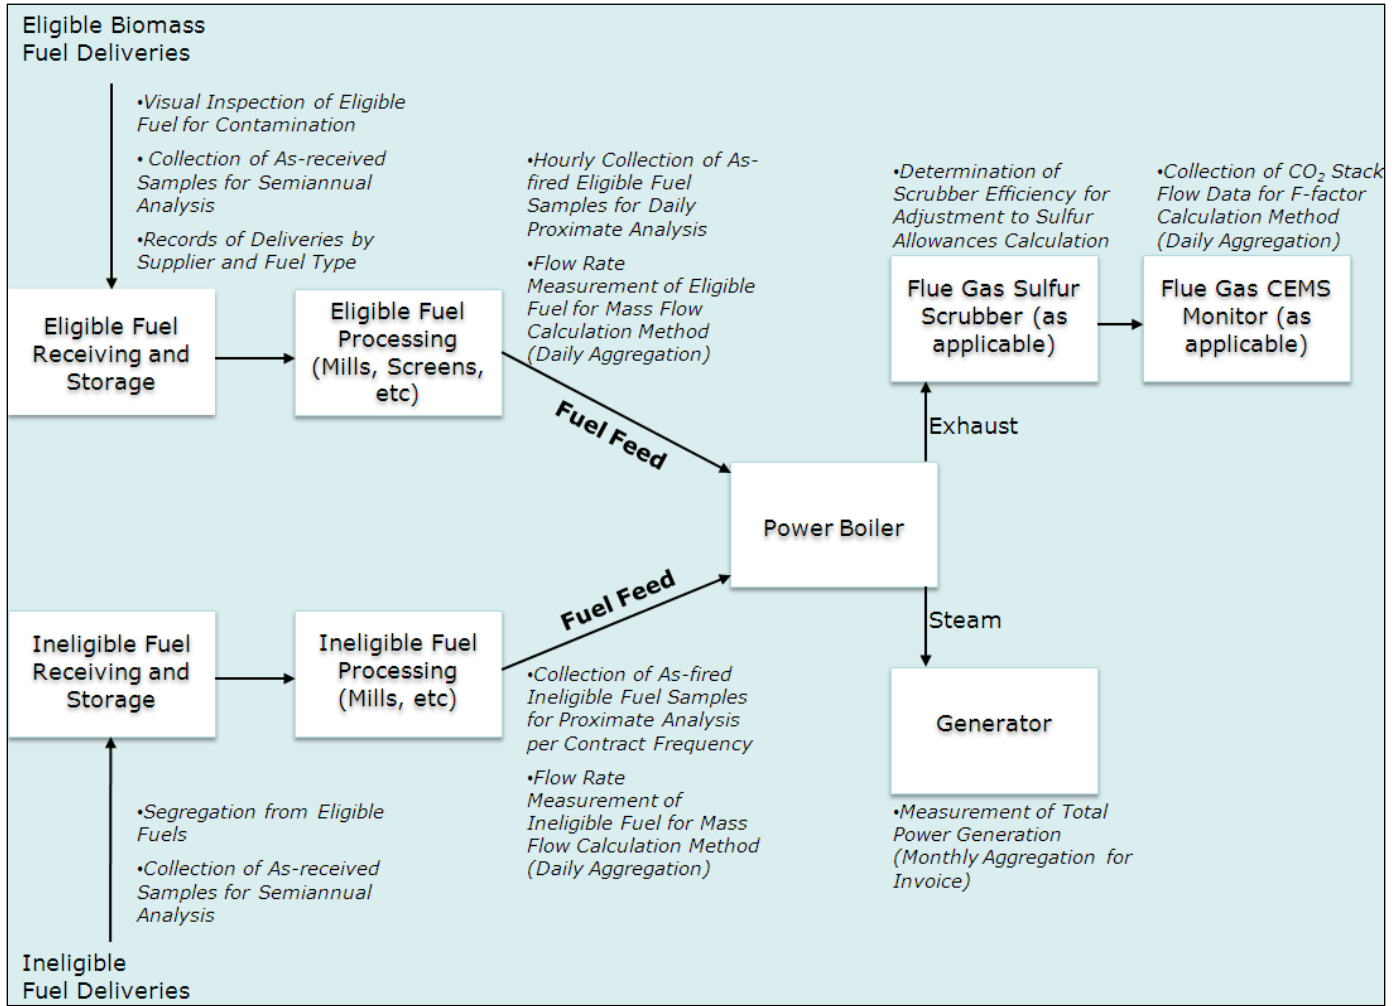 Eligible Biomass
Fuel Deliveries
•Visual Inspection of Eligible
Fuel for Contamination
• Collection of As-received
Samples for Semiannual
Analysis
•Records of Deliveries by
Supplier and Fuel Type
•Hourly Collection of As-
fired Eligible Fuel
Samples for Daily
Proximate Analysis
•Flow Rate
Measurement of Eligible
Fuel for Mass Flow
Calculation Method
(Daily Aggregation)
•Determination of
Scrubber Efficiency for
Adjustment to Sulfur
Allowances Calculation
•Collection of CO₂ Stack
Flow Data for F-factor
Calculation Method
(Daily Aggregation)
Eligible Fuel
Receiving and
Storage
Eligible Fuel
Processing
(Mills, Screens,
etc)
Flue Gas Sulfur
Scrubber (as
applicable)
Flue Gas CEMS
Monitor (as
applicable)
Fuel Feed
Exhaust
Power Boiler
Fuel Feed
Steam
Ineligible Fuel
Receiving and
Storage
Ineligible Fuel
Processing
(Mills, etc)
•Collection of As-fired
Ineligible Fuel Samples
for Proximate Analysis
per Contract Frequency
•Flow Rate
Measurement of
Ineligible Fuel for Mass
Flow Calculation Method
(Daily Aggregation)
Generator
•Measurement of Total
Power Generation
(Monthly Aggregation for
Invoice)
•Segregation from Eligible
Fuels
•Collection of As-received
Samples for Semiannual
Analysis
Ineligible
Fuel Deliveries